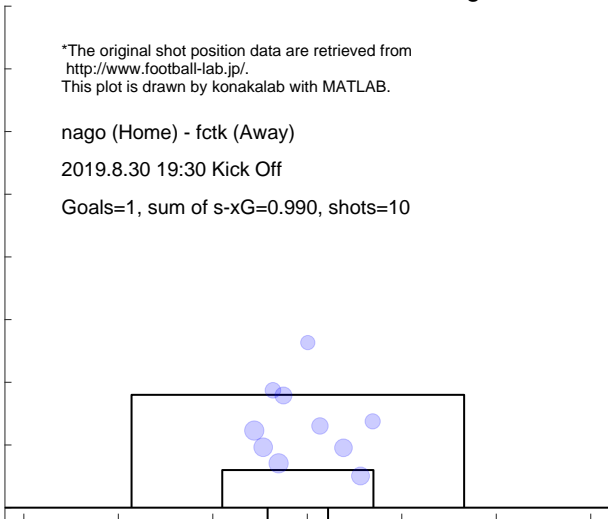 *The original shot position data are retrieved from
http://www.football-lab.jp/.
This plot is drawn by konakalab with MATLAB.
nago (Home) - fctk (Away)
2019.8.30 19:30 Kick Off
Goals=1, sum of s-xG=0.990, shots=10